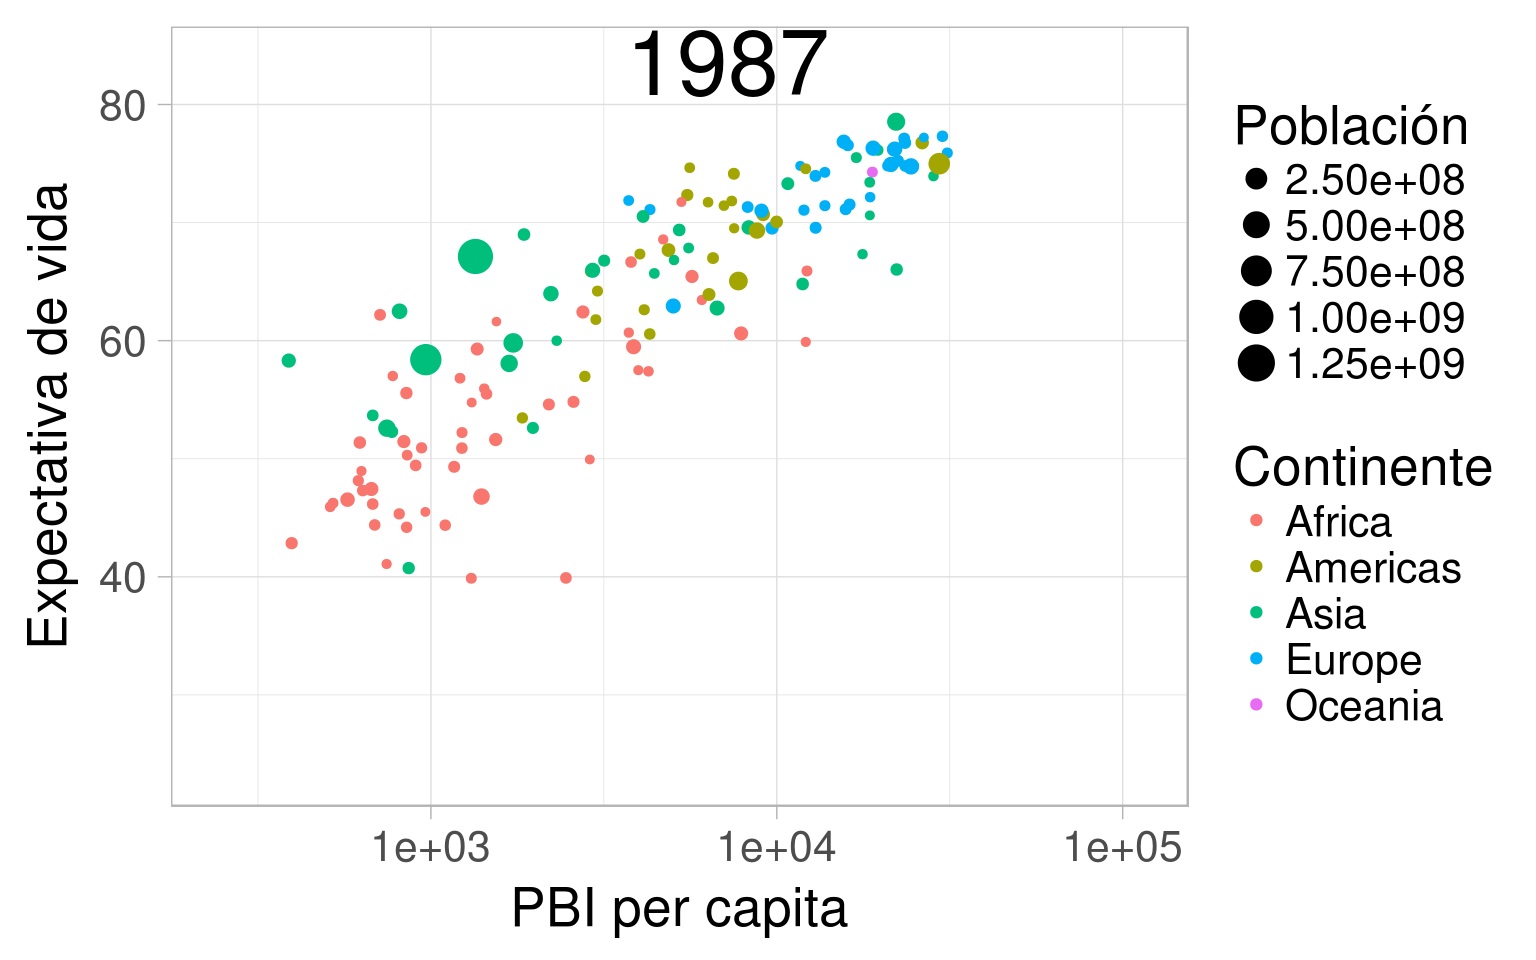 1987
80
60
40
Expectativa de vida
1e+03
1e+04
1e+05
PBI per capita
Población
2.50e+08
5.00e+08
7.50e+08
1.00e+09
1.25e+09
Continente
Africa
Americas
Asia
Europe
Oceania